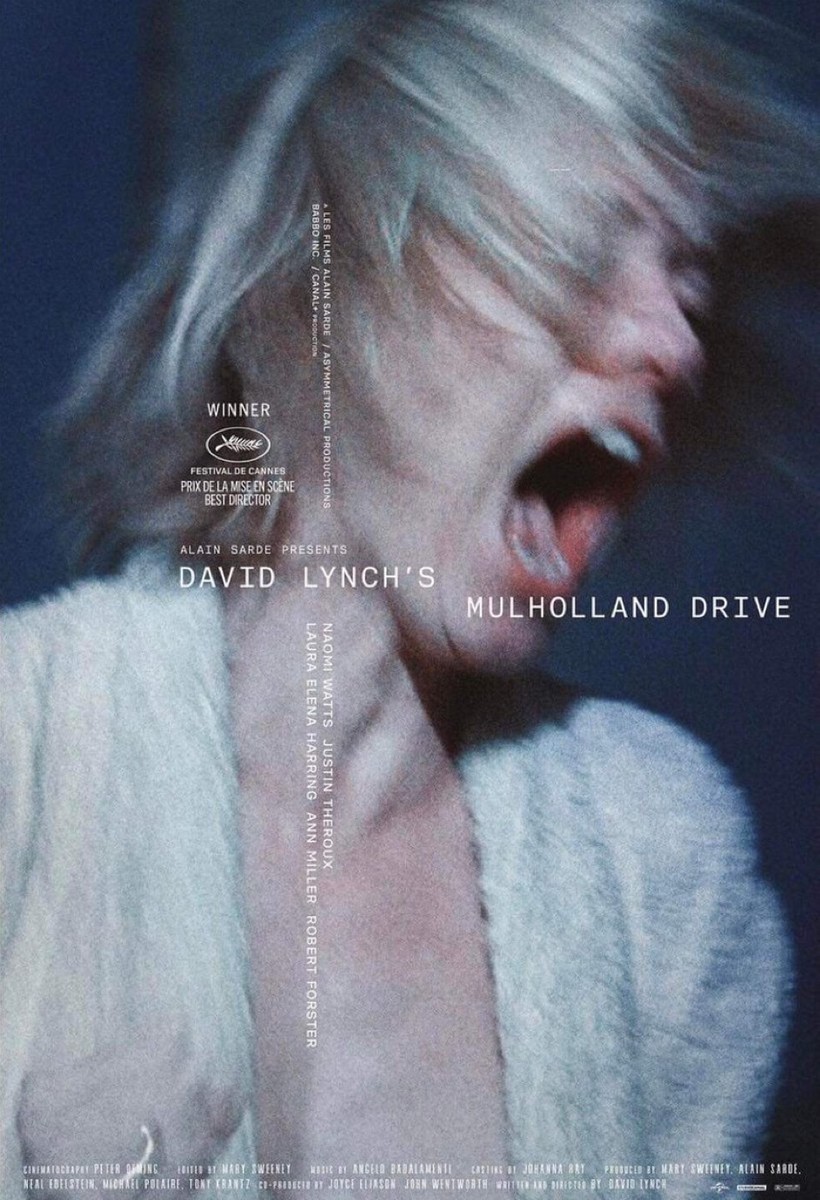 * LES FILMS ALAIN SARDE / ASYMMETRICAL PRODUCTIONS
BABBO INC. / CANAL+ PRODUCTION
WINNER
FESTIVAL DE CANNES
PRIX DE LA MISE EN SCÈNE
BEST DIRECTOR
ALAIN SARDE PRESENTS
DAVID LYNCH'S
MULHOLLAND DRIVE
NAOMI WATTS JUSTIN THEROUX
LAURA ELENA HARRING ANN MILLER ROBERT FORSTER
CINEMATOGRAPHY PETER DEMING EDITED BY MARY SWEENEY MUSIC BY ANGELO BADALAMENTI CASTING BY JOHANNA RAY PRODUCED BY MARY SWEENEY, ALAIN SARDE,
NEAL EDELSTEIN, MICHAEL POLAIRE, TONY KRANTZ CO-PRODUCED BY JOYCE ELIASON JOHN WENTWORTH WRITTEN AND DIRECTED BY DAVID LYNCH